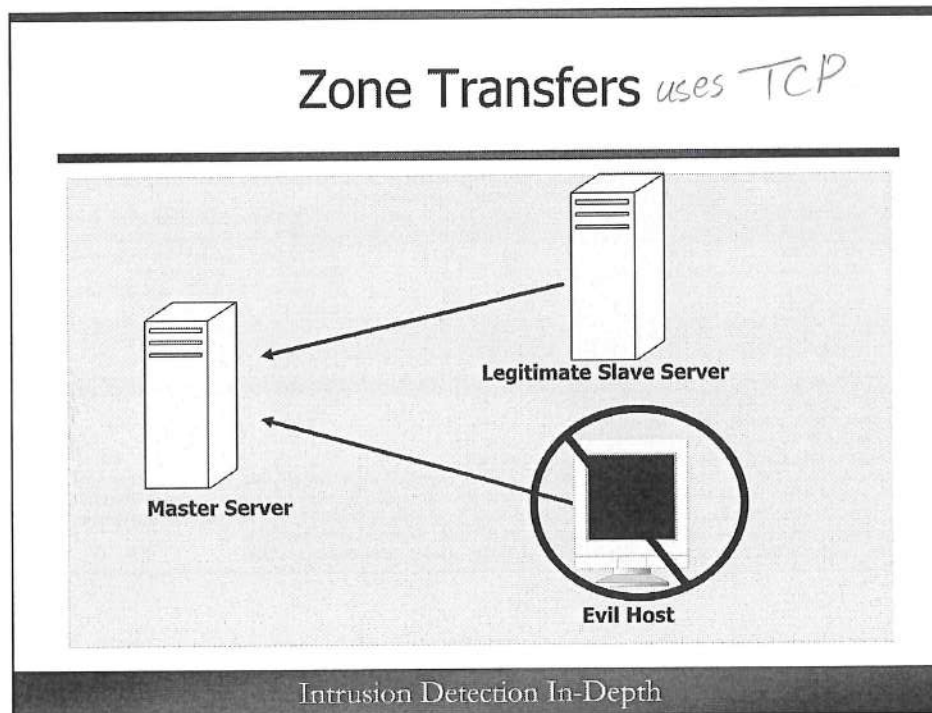 Zone Transfers uses TCP
Legitimate Slave Server
Master Server
Evil Host
Intrusion Detection In-Depth